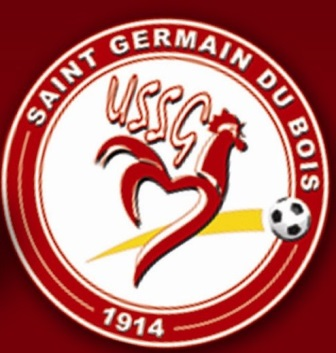 SAINT GERMAIN DU BOIS
USSG
1914